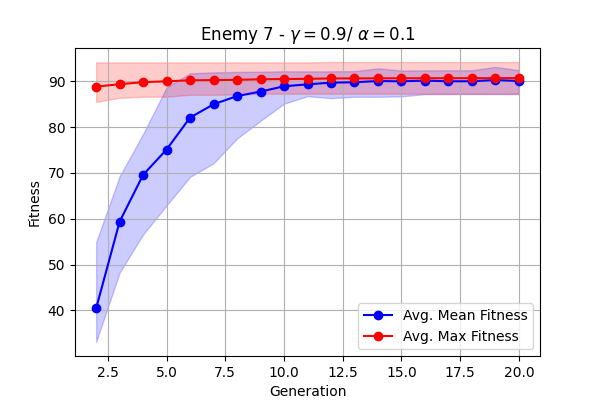 Enemy 7 - γ = 0.9/ α = 0.1
Fitness
90
80
70
60
50
40
2.5 5.0 7.5 10.0 12.5 15.0 17.5 20.0
Generation
Avg. Mean Fitness
Avg. Max Fitness